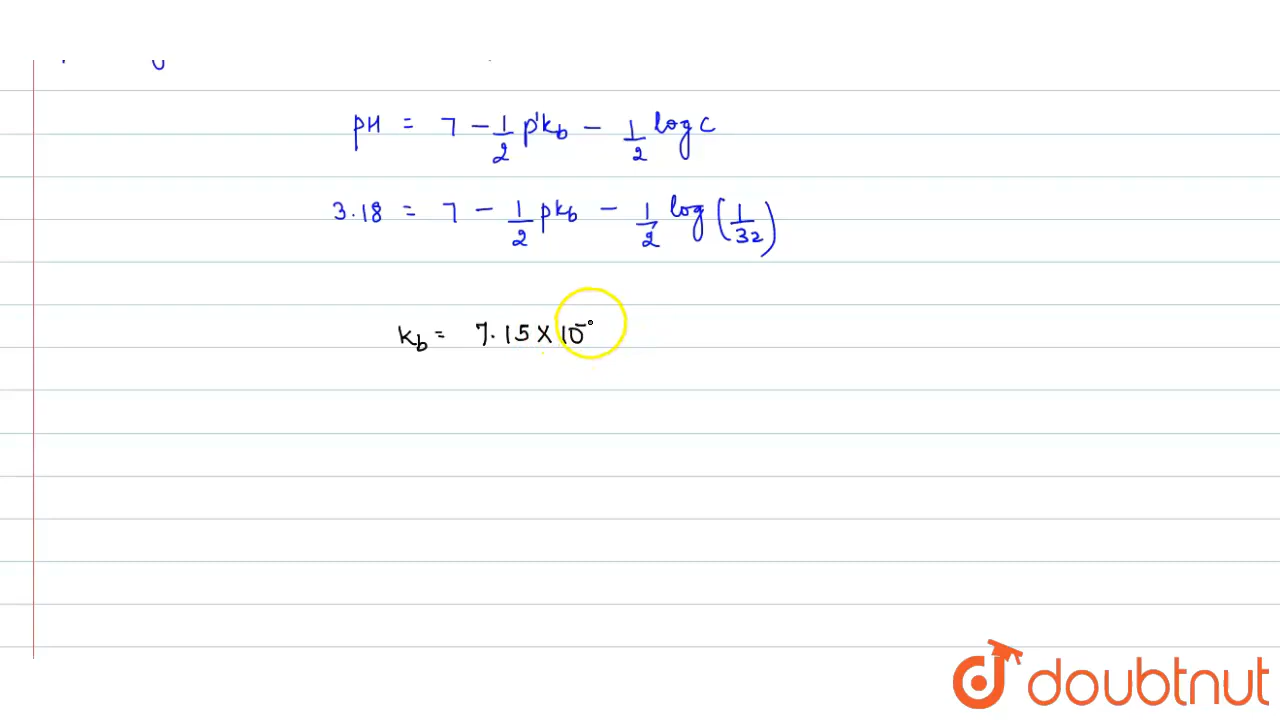 pH = 7 - 1/2 pkb - 1/2 log c
3.18 = 7 - 1/2 pkb - 1/2 log (1/32)
kb = 7.15 × 10⁻
doubtnut